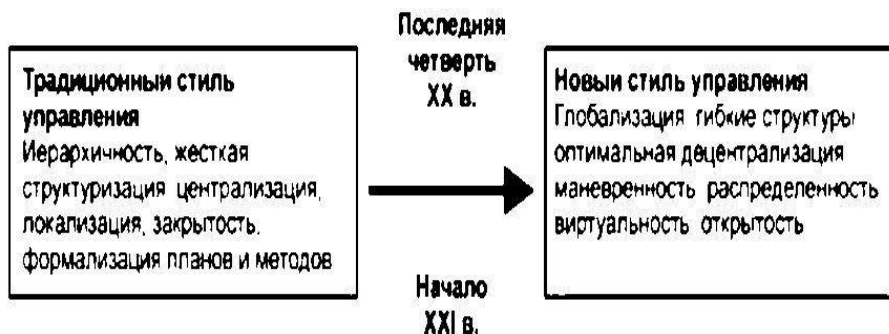 Традиционный стиль
управления
Иерархичность, жесткая
структуризация централизация,
локализация, закрытость,
формализация планов и методов
Последняя
четверть
XX в.
Начало
XXI в.
Новый стиль управления
Глобализация гибкие структуры
оптимальная децентрализация
маневренность распределенность
виртуальность открытость